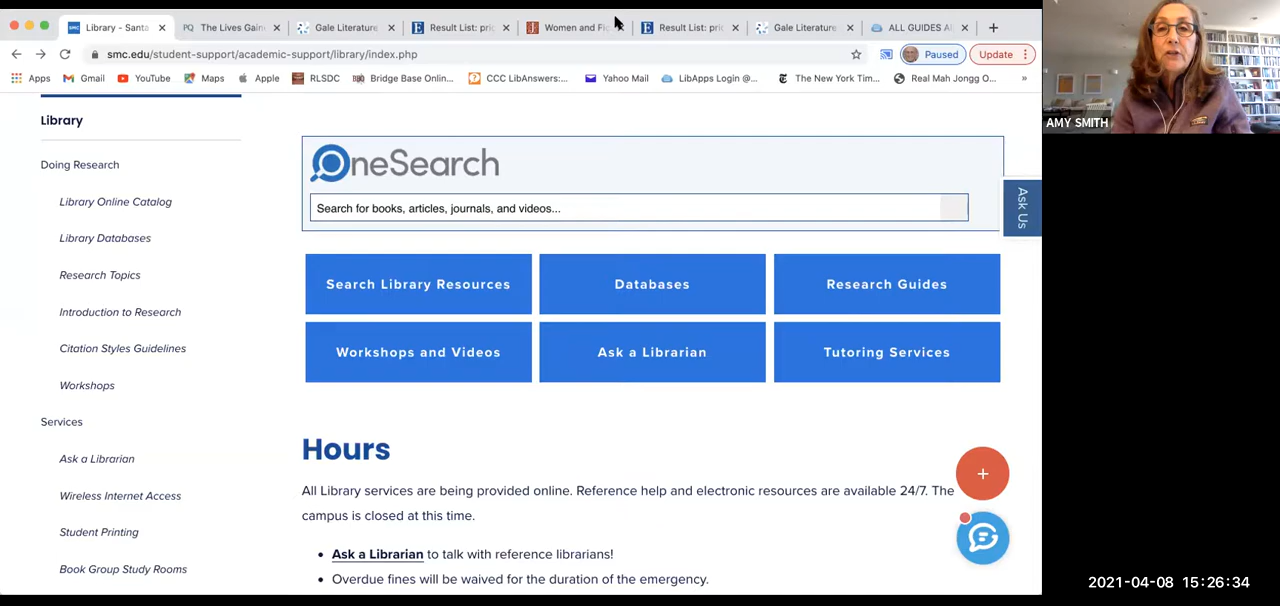 Library - Santa
PQ The Lives Gain
Gale Literature
Result List: pric
Women and Fi
Result List: pric
Gale Literature
ALL GUIDES Al
smc.edu/student-support/academic-support/library/index.php
Paused
Update
Apps
Gmail
YouTube
Maps
Apple
RLSDC
Bridge Base Onlin...
CCC LibAnswers:...
Yahoo Mail
LibApps Login @...
The New York Tim...
Real Mah Jongg O...
»
AMY SMITH
Library
Doing Research
Library Online Catalog
Library Databases
Research Topics
Introduction to Research
Citation Styles Guidelines
Workshops
Services
Ask a Librarian
Wireless Internet Access
Student Printing
Book Group Study Rooms
OneSearch
Search for books, articles, journals, and videos...
Ask Us
Search Library Resources
Databases
Research Guides
Workshops and Videos
Ask a Librarian
Tutoring Services
Hours
All Library services are being provided online. Reference help and electronic resources are available 24/7. The
campus is closed at this time.
• Ask a Librarian to talk with reference librarians!
• Overdue fines will be waived for the duration of the emergency.
2021-04-08 15:26:34